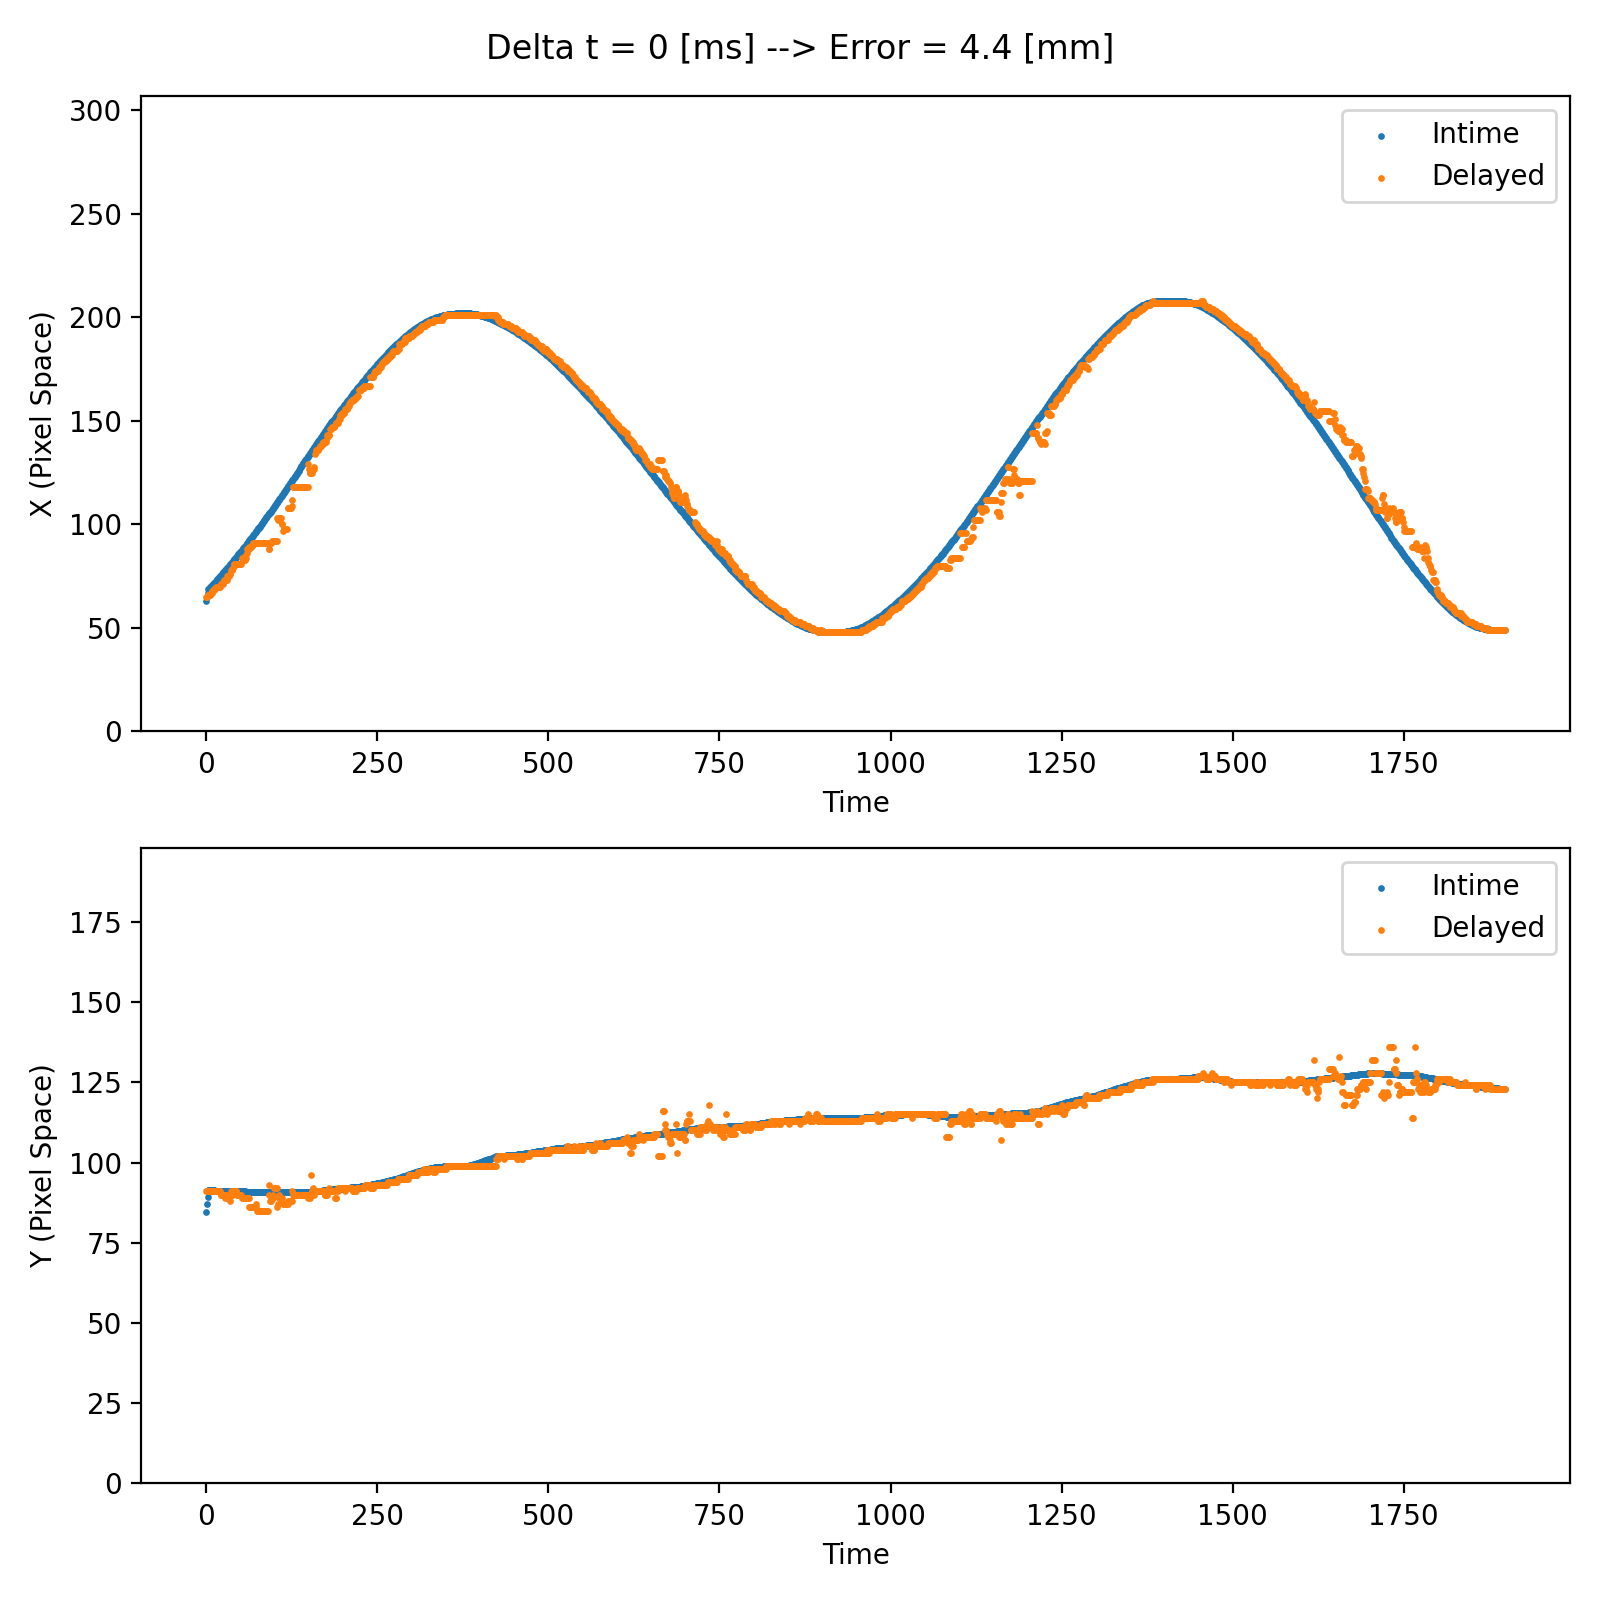 Delta t = 0 [ms] --> Error = 4.4 [mm]
300
250
200
150
100
50
0
X (Pixel Space)
Intime
Delayed
0 250 500 750 1000 1250 1500 1750
Time
175
150
125
100
75
50
25
0
Y (Pixel Space)
Intime
Delayed
0 250 500 750 1000 1250 1500 1750
Time